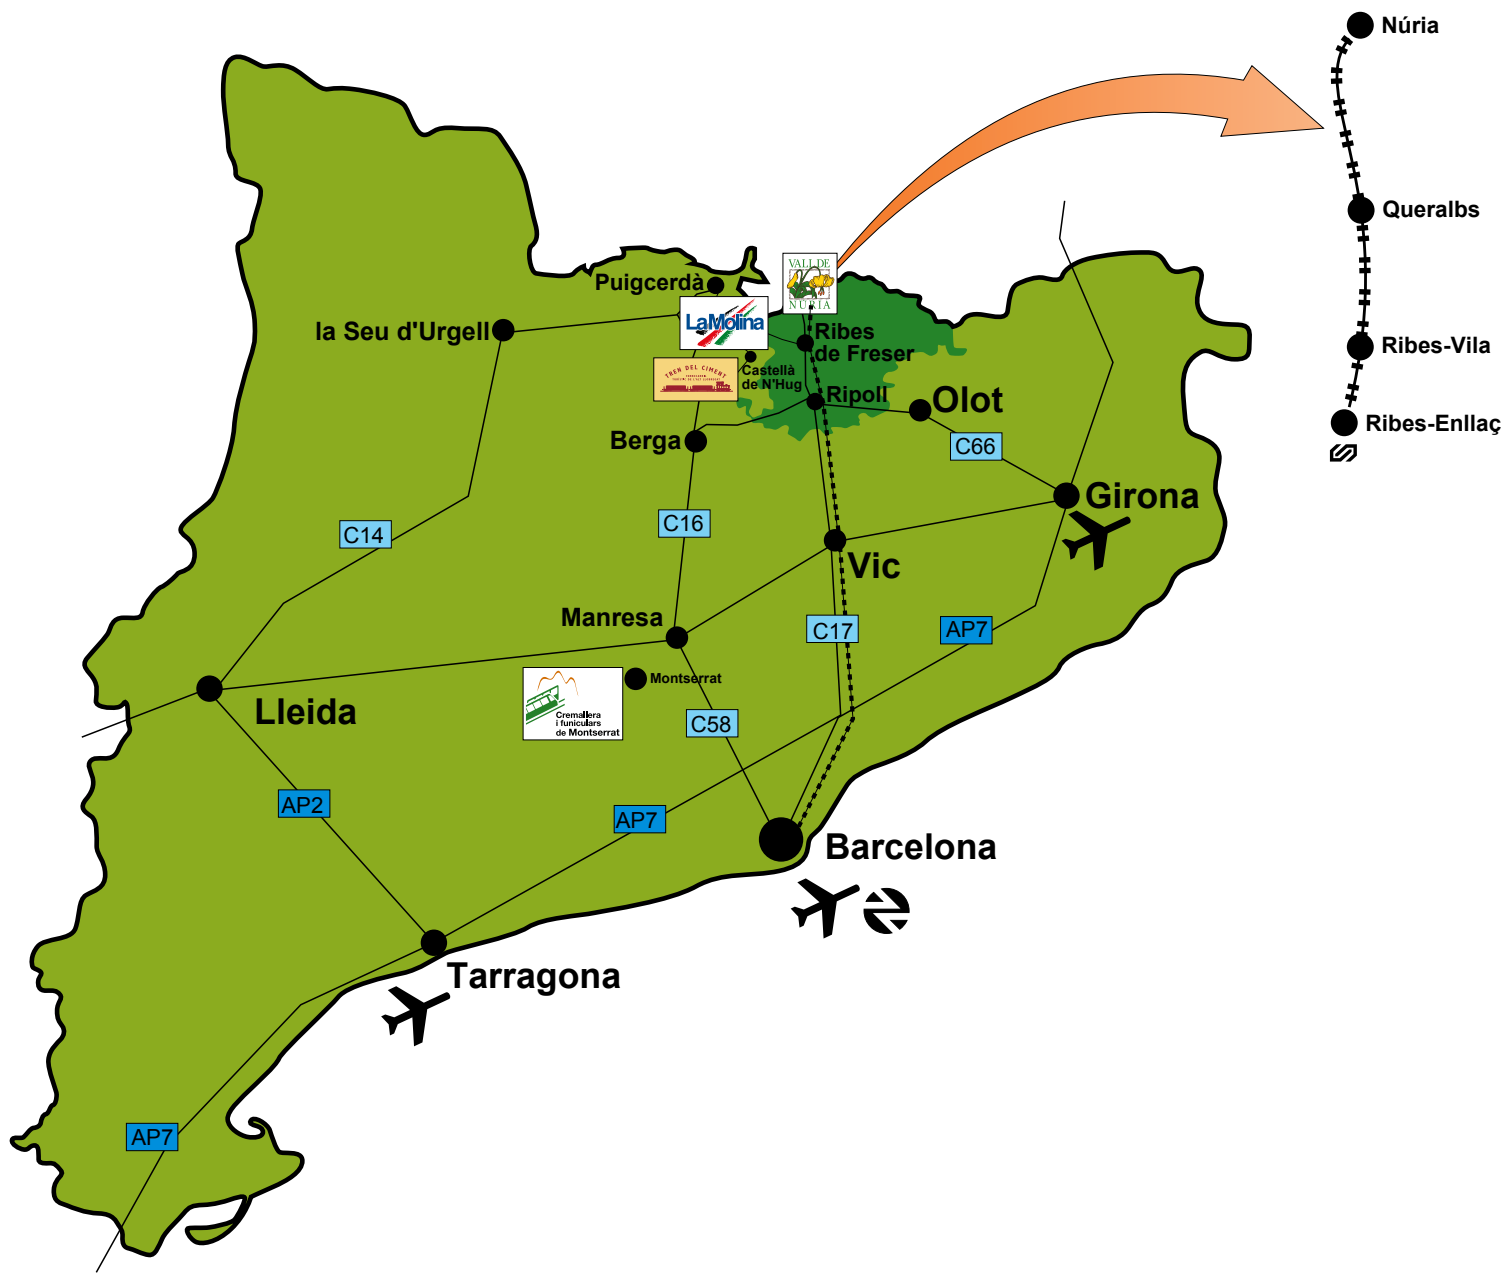 Núria
Queralbs
Ribes-Vila
Ribes-Enllaç
VALL DE
NÚRIA
Puigcerdà
LaMolina
la Seu d'Urgell
Ribes
de Freser
TREN DEL CIMENT
Castellà
de N'Hug
Ripoll
Olot
Berga
C66
Girona
C16
C14
Vic
Manresa
C17
AP7
Montserrat
Lleida
Cremallera
i funiculars
de Montserrat
C58
AP2
AP7
Barcelona
Tarragona
AP7